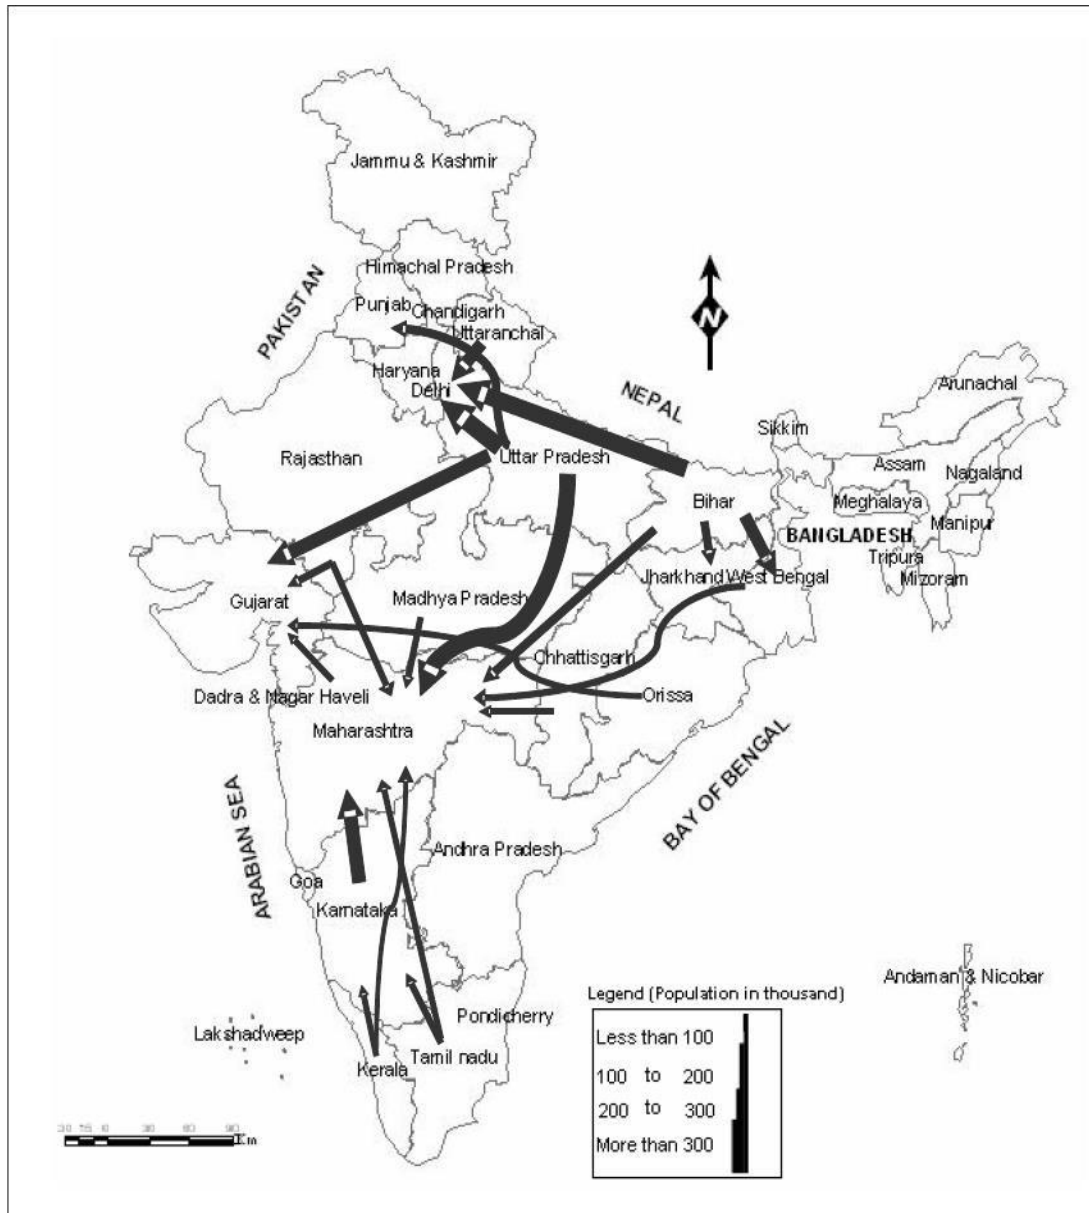 Jammu & Kashmir
Himachal Pradesh
PAKISTAN
Punjab
Chandigarh
Uttaranchal
N
Haryana
Delhi
NEPAL
Arunachal
Sikkim
Rajasthan
Uttar Pradesh
Assam
Nagaland
Bihar
Meghalaya
Manipur
BANGLADESH
Tripura
Mizoram
Jharkhand
West Bengal
Gujarat
Madhya Pradesh
Chhattisgarh
Dadra & Nagar Haveli
Orissa
Maharashtra
BAY OF BENGAL
ARABIAN SEA
Andhra Pradesh
Goa
Karnataka
Andaman & Nicobar
Legend (Population in thousand)
Pondicherry
Lakshadweep
Tamil nadu
Kerala
Less than 100
100 to 200
200 to 300
More than 300
Km